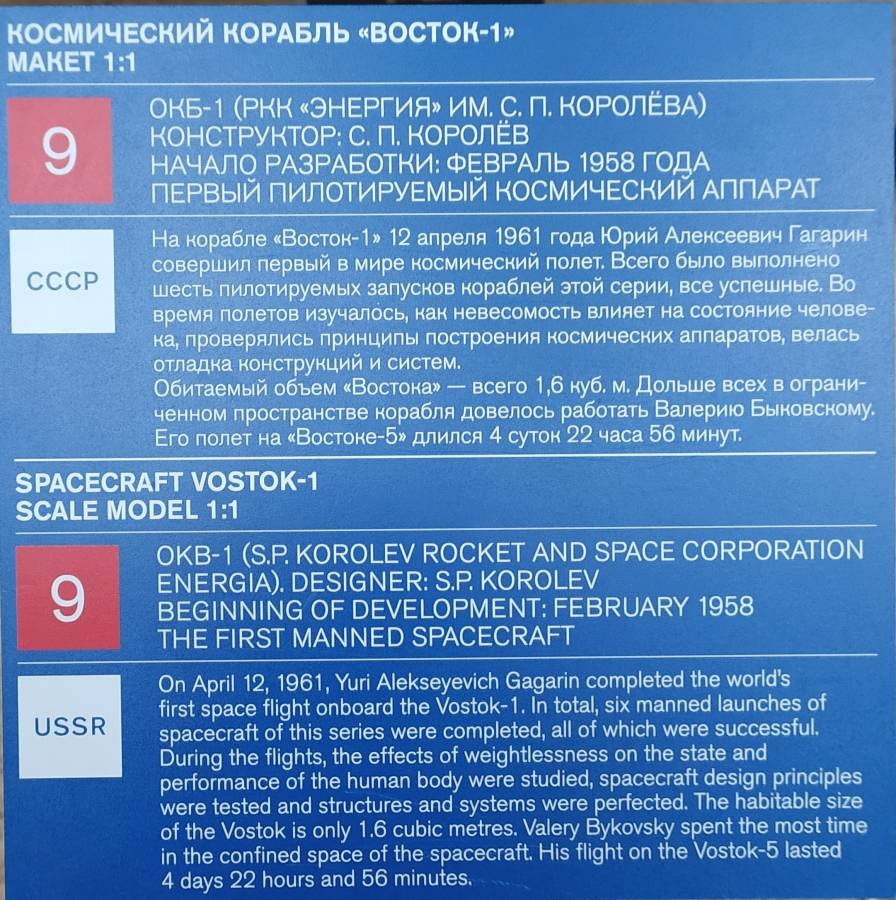 КОСМИЧЕСКИЙ КОРАБЛЬ «ВОСТОК-1»
МАКЕТ 1:1
9
ОКБ-1 (РКК «ЭНЕРГИЯ» ИМ. С. П. КОРОЛЁВА)
КОНСТРУКТОР: С. П. КОРОЛЁВ
НАЧАЛО РАЗРАБОТКИ: ФЕВРАЛЬ 1958 ГОДА
ПЕРВЫЙ ПИЛОТИРУЕМЫЙ КОСМИЧЕСКИЙ АППАРАТ
СССР
На корабле «Восток-1» 12 апреля 1961 года Юрий Алексеевич Гагарин
совершил первый в мире космический полет. Всего было выполнено
шесть пилотируемых запусков кораблей этой серии, все успешные. Во
время полетов изучалось, как невесомость влияет на состояние челове-
ка, проверялись принципы построения космических аппаратов, велась
отладка конструкций и систем.
Обитаемый объем «Востока» — всего 1,6 куб. м. Дольше всех в ограни-
ченном пространстве корабля довелось работать Валерию Быковскому.
Его полет на «Востоке-5» длился 4 суток 22 часа 56 минут.
SPACECRAFT VOSTOK-1
SCALE MODEL 1:1
9
OKB-1 (S.P. KOROLEV ROCKET AND SPACE CORPORATION
ENERGIA). DESIGNER: S.P. KOROLEV
BEGINNING OF DEVELOPMENT: FEBRUARY 1958
THE FIRST MANNED SPACECRAFT
USSR
On April 12, 1961, Yuri Alekseyevich Gagarin completed the world's
first space flight onboard the Vostok-1. In total, six manned launches of
spacecraft of this series were completed, all of which were successful.
During the flights, the effects of weightlessness on the state and
performance of the human body were studied, spacecraft design principles
were tested and structures and systems were perfected. The habitable size
of the Vostok is only 1.6 cubic metres. Valery Bykovsky spent the most time
in the confined space of the spacecraft. His flight on the Vostok-5 lasted
4 days 22 hours and 56 minutes.